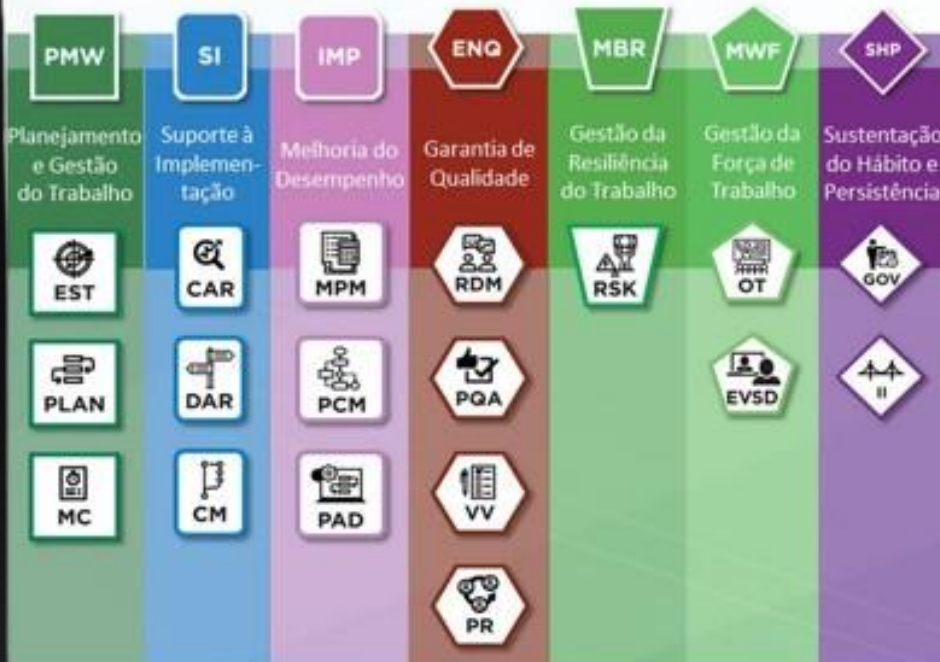 PMW
Planejamento
e Gestão
do Trabalho
EST
PLAN
MC
SI
Suporte à
Implemen-
tação
CAR
DAR
CM
IMP
Melhoria do
Desempenho
MPM
PCM
PAD
ENQ
Garantia de
Qualidade
RDM
PQA
VV
PR
MBR
Gestão da
Resiliência
do Trabalho
RSK
MWF
Gestão da
Força de
Trabalho
OT
EVSD
SHP
Sustentação
do Hábito e
Persistência
GOV
II